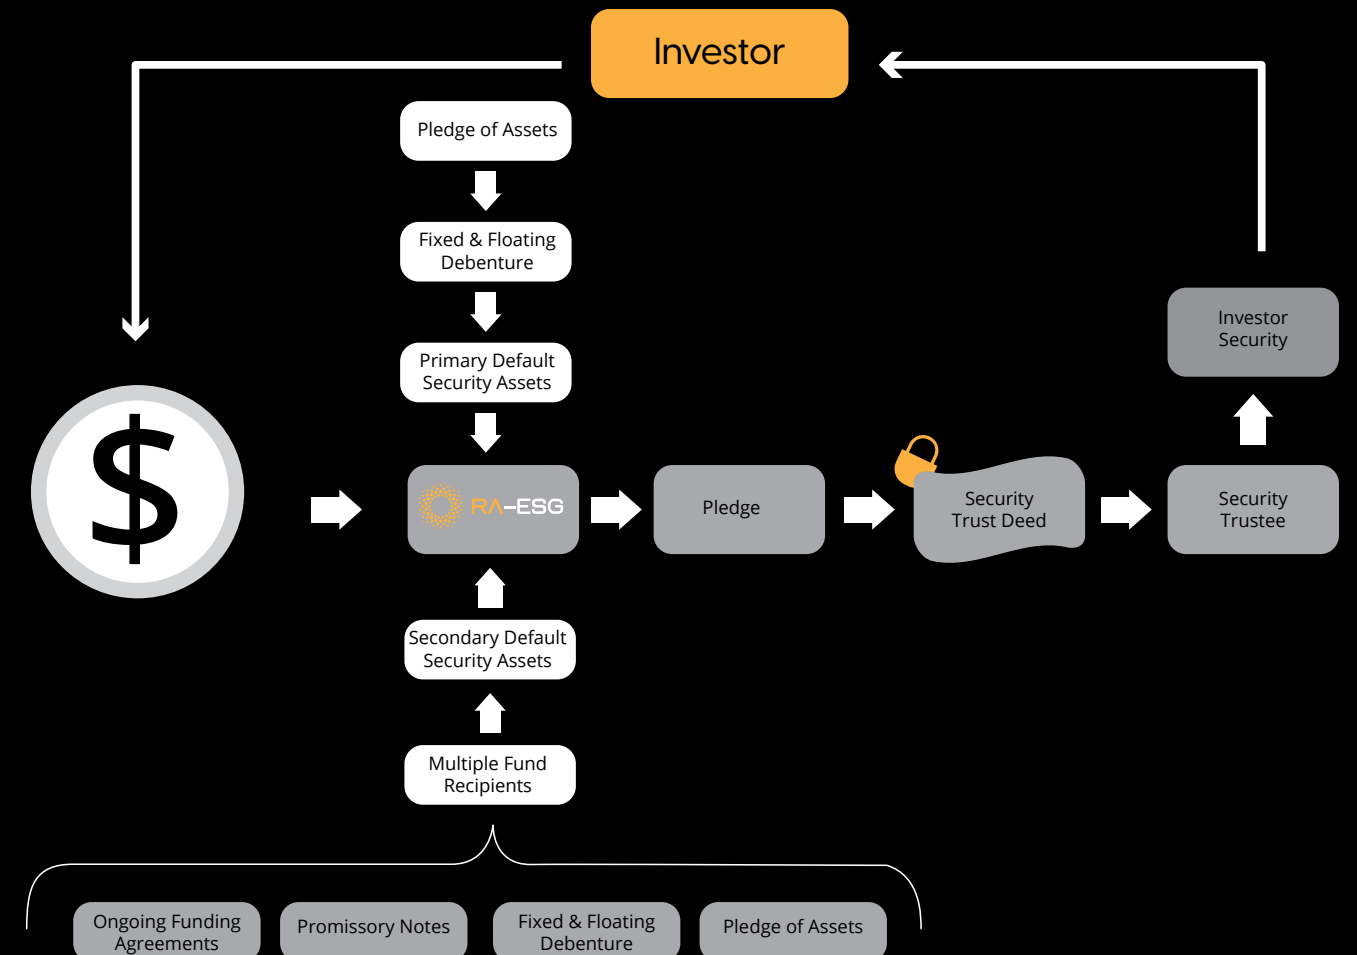 Investor
Pledge of Assets
Fixed & Floating
Debenture
Primary Default
Security Assets
Investor
Security
$
RA-ESG
Pledge
Security
Trust Deed
Security
Trustee
Secondary Default
Security Assets
Multiple Fund
Recipients
Ongoing Funding
Agreements
Promissory Notes
Fixed & Floating
Debenture
Pledge of Assets